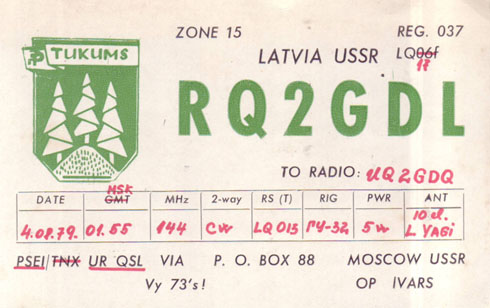 ZONE 15 REG. 037
TUKUMS
LATVIA USSR LQ06f
17
RQ2GDL
TO RADIO: UQ2GDQ
MSK
DATE GMT MHz 2-way RS (T) RIG PWR ANT
4.08.79. 01.55 144 CW LQ015 ГУ-32 5w 10 el. L YAGI
PSE/TNX UR QSL VIA P. O. BOX 88 MOSCOW USSR
Vy 73's! OP IVARS